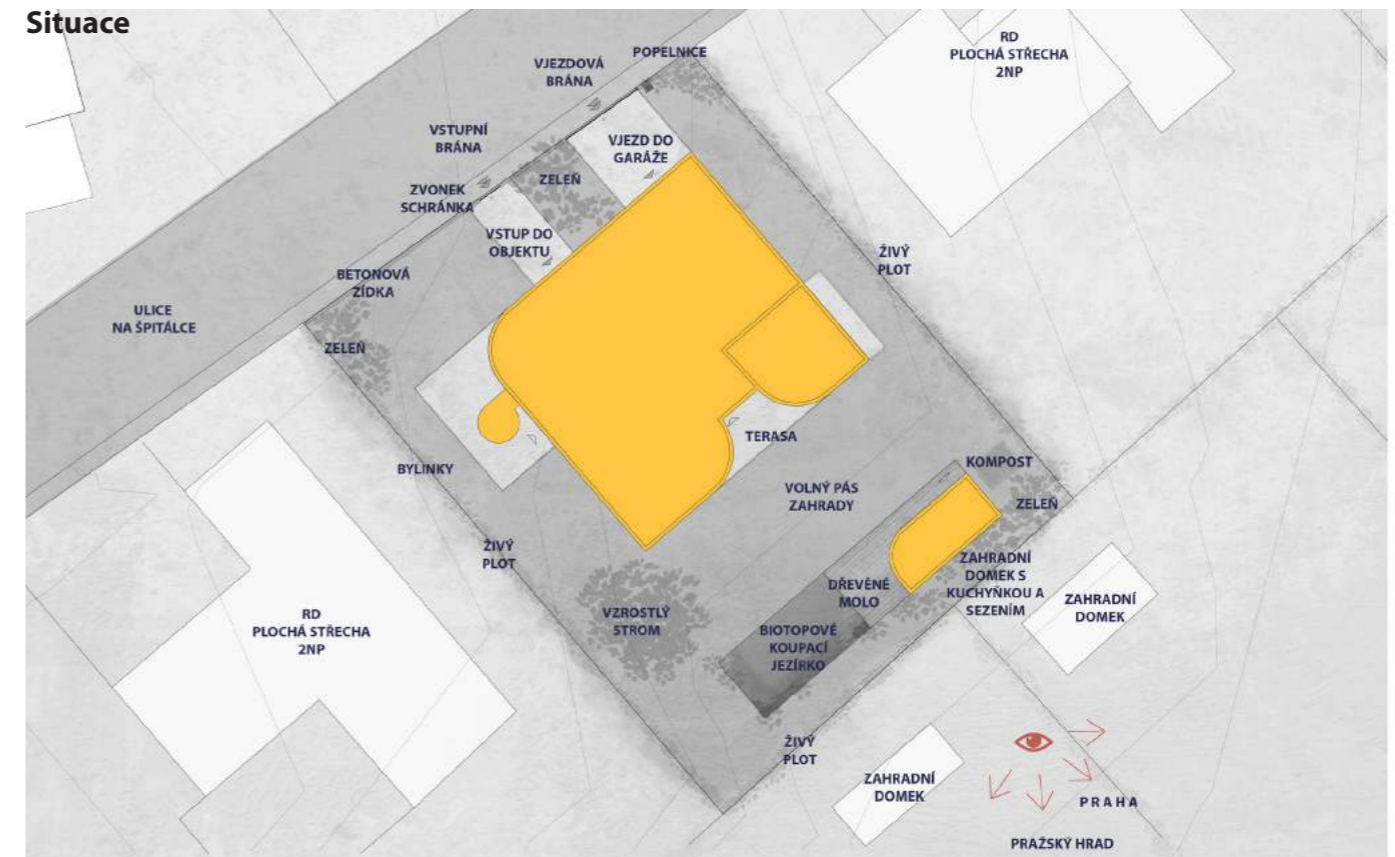 Situace
POPELNICE
VJEZDOVÁ
BRÁNA
RD
PLOCHÁ STŘECHA
2NP
VSTUPNÍ
BRÁNA
VJEZD DO
GARÁŽE
ZELEŇ
ZVONEK
SCHRÁNKA
VSTUP DO
OBJEKTU
ŽIVÝ
PLOT
BETONOVÁ
ZÍDKA
ULICE
NA ŠPITÁLCE
ZELEŇ
TERASA
BYLINKY
KOMPOST
VOLNÝ PÁS
ZAHRADY
ZELEŇ
ŽIVÝ
PLOT
ZAHRADNÍ
DOMEK S
KUCHYŇKOU A
SEZENÍM
DŘEVĚNÉ
MOLO
ZAHRADNÍ
DOMEK
VZROSTLÝ
STROM
RD
PLOCHÁ STŘECHA
2NP
BIOTOPOVÉ
KOUPACÍ
JEZÍRKO
ŽIVÝ
PLOT
ZAHRADNÍ
DOMEK
PRAHA
PRAŽSKÝ HRAD